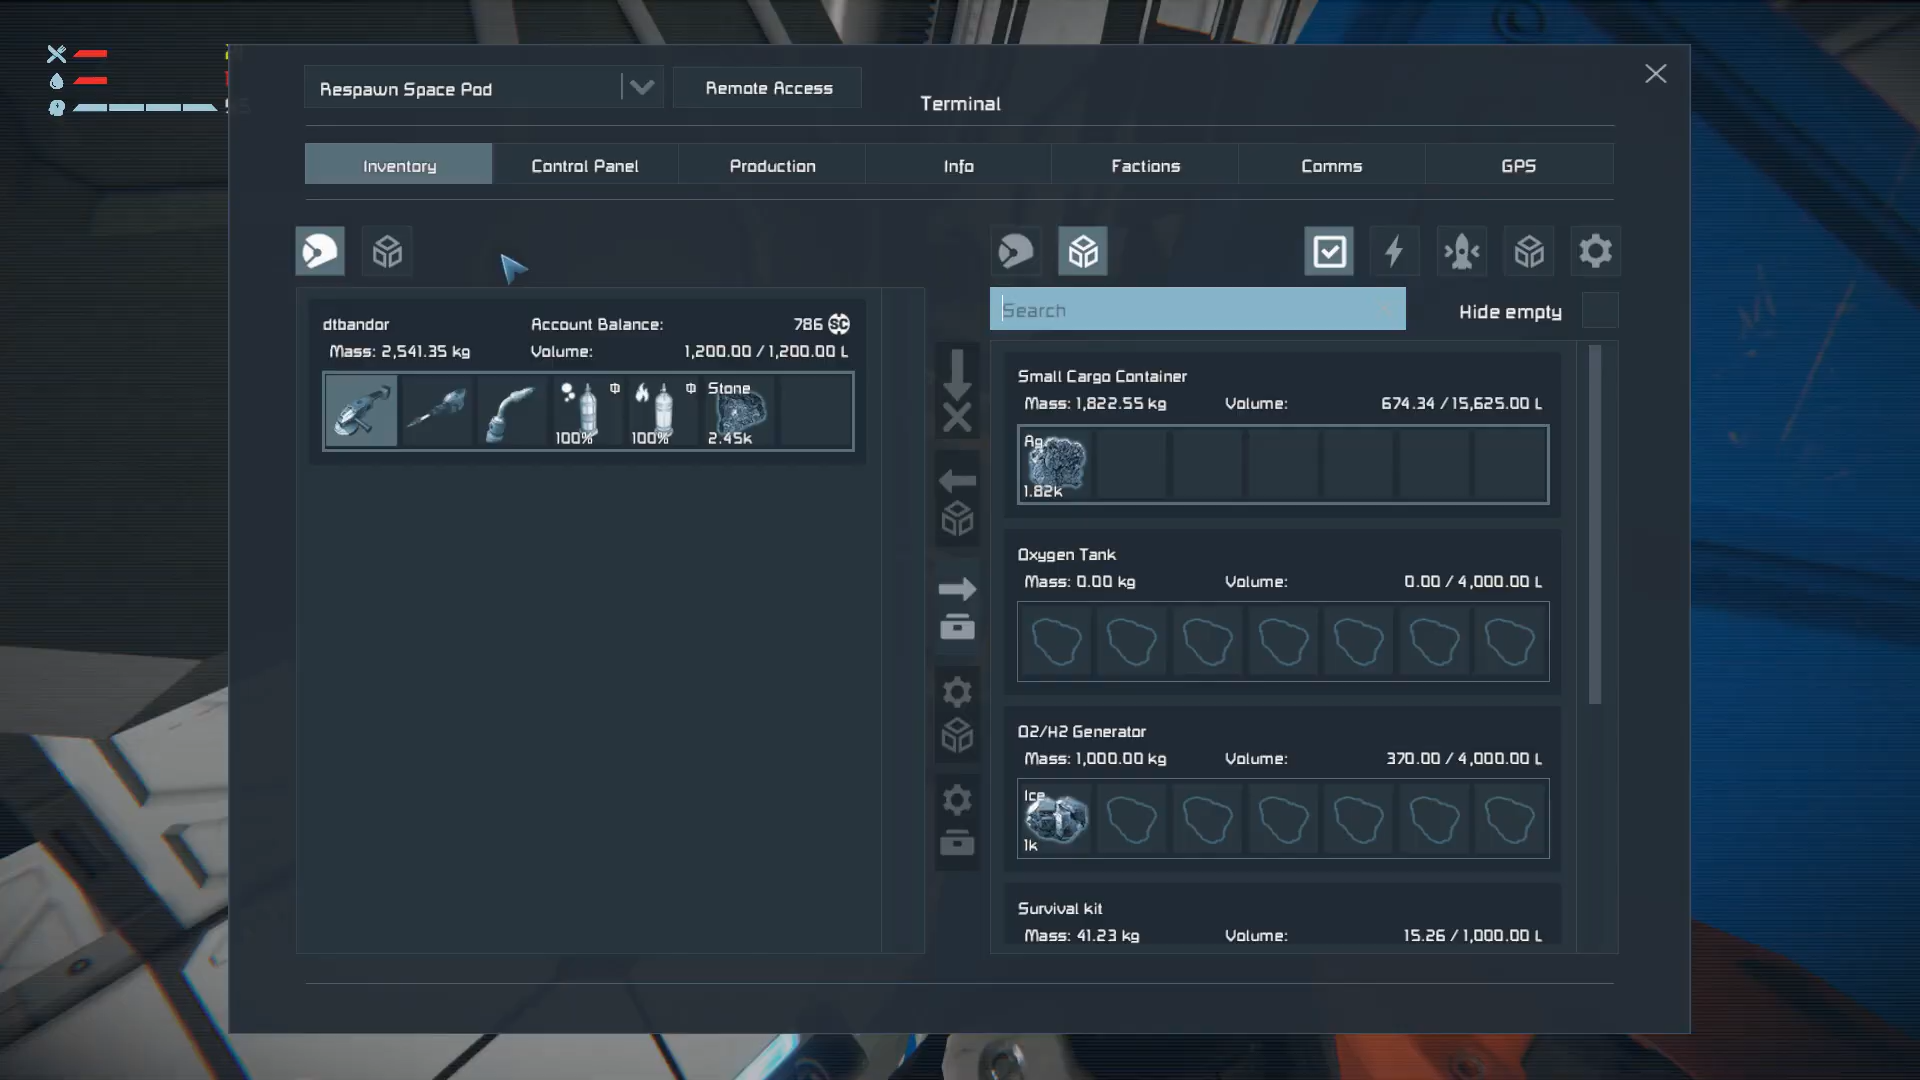 Respawn Space Pod
Remote Access
Terminal
Inventory
Control Panel
Production
Info
Factions
Comms
GPS
Search
Hide empty
dtbandor
Account Balance:
786 SC
Mass: 2,541.35 kg
Volume:
1,200.00 / 1,200.00 L
100%
100%
Stone
2.45k
Small Cargo Container
Mass: 1,822.55 kg
Volume:
674.34 / 15,625.00 L
Ag
1.82k
Oxygen Tank
Mass: 0.00 kg
Volume:
0.00 / 4,000.00 L
O2/H2 Generator
Mass: 1,000.00 kg
Volume:
370.00 / 4,000.00 L
Ice
1k
Survival kit
Mass: 41.23 kg
Volume:
15.26 / 1,000.00 L